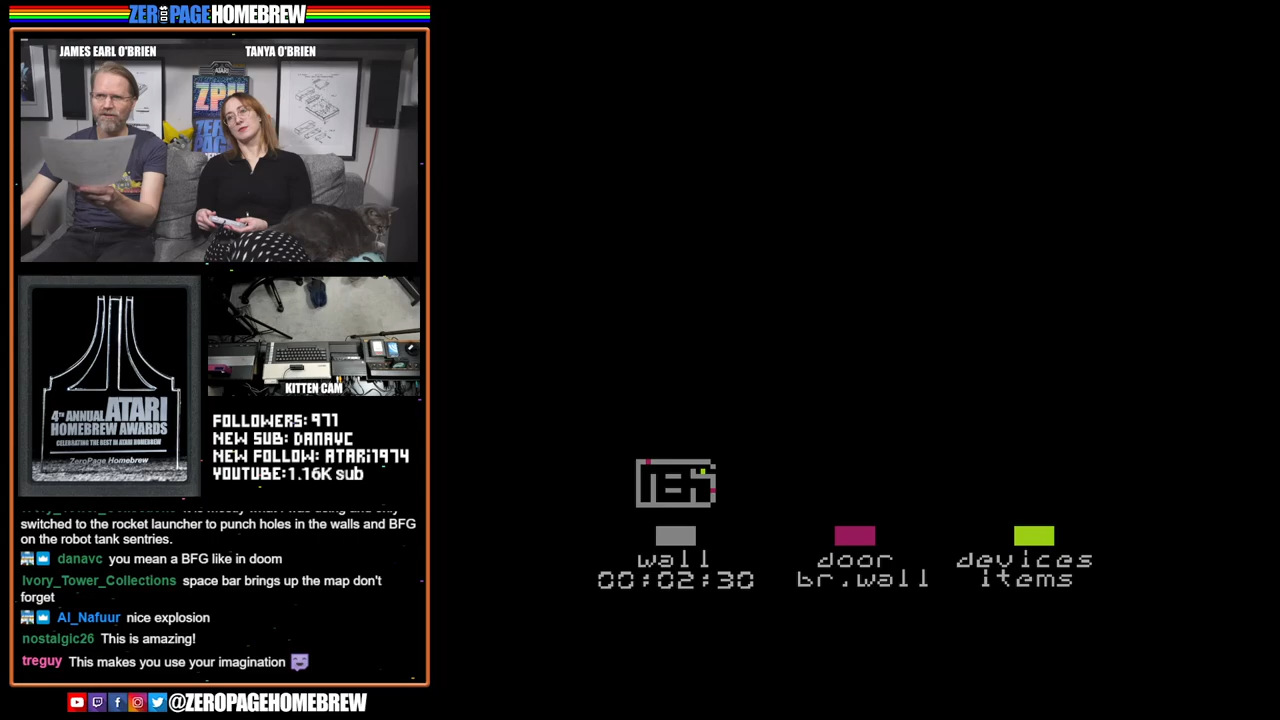 ZEROPAGE HOMEBREW
JAMES EARL O'BRIEN
TANYA O'BRIEN
ATARI
ZPH
ZERO
4TH ANNUAL ATARI
HOMEBREW AWARDS
CELEBRATING THE BEST IN ATARI HOMEBREW
ZeroPage Homebrew
KITTEN CAM
FOLLOWERS: 971
NEW SUB: DANAVC
NEW FOLLOW: ATARI1974
YOUTUBE: 1.16K sub
switched to the rocket launcher to punch holes in the walls and BFG
on the robot tank sentries.
danavc you mean a BFG like in doom
Ivory_Tower_Collections space bar brings up the map don't
forget
Al_Nafuur nice explosion
nostalgic26 This is amazing!
treguy This makes you use your imagination
@ZEROPAGEHOMEBREW
wall
00:02:30
door
br.wall
devices
items